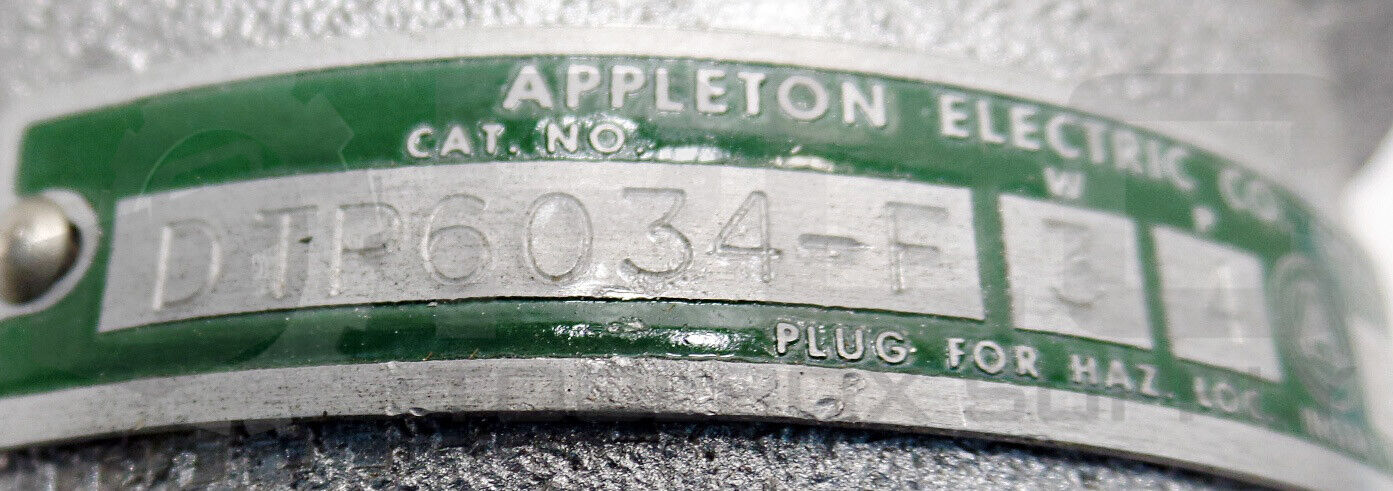 APPLETON ELECTRIC CO.
CAT. NO. W P
DTP6034-F 3 4
PLUG FOR HAZ. LOC.